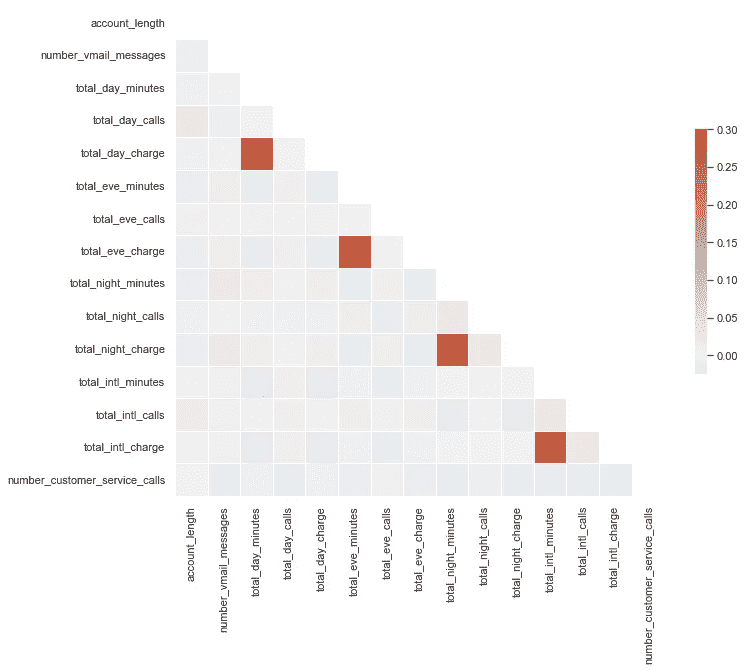 account_length
number_vmail_messages
total_day_minutes
total_day_calls
total_day_charge
total_eve_minutes
total_eve_calls
total_eve_charge
total_night_minutes
total_night_calls
total_night_charge
total_intl_minutes
total_intl_calls
total_intl_charge
number_customer_service_calls
0.30
0.25
0.20
0.15
0.10
0.05
0.00
account_length
number_vmail_messages
total_day_minutes
total_day_calls
total_day_charge
total_eve_minutes
total_eve_calls
total_eve_charge
total_night_minutes
total_night_calls
total_night_charge
total_intl_minutes
total_intl_calls
total_intl_charge
number_customer_service_calls